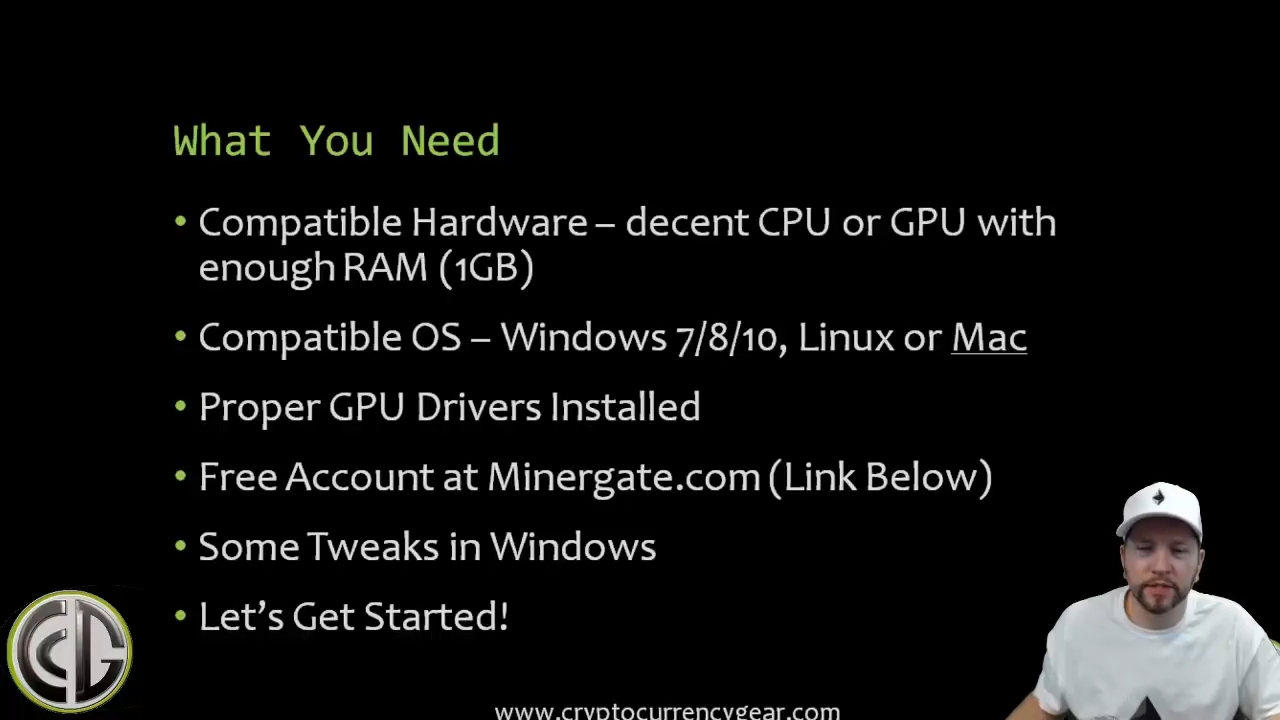 What You Need
• Compatible Hardware – decent CPU or GPU with
enough RAM (1GB)
• Compatible OS – Windows 7/8/10, Linux or Mac
• Proper GPU Drivers Installed
• Free Account at Minergate.com (Link Below)
• Some Tweaks in Windows
• Let’s Get Started!
CCG
www.cryptocurrencygear.com